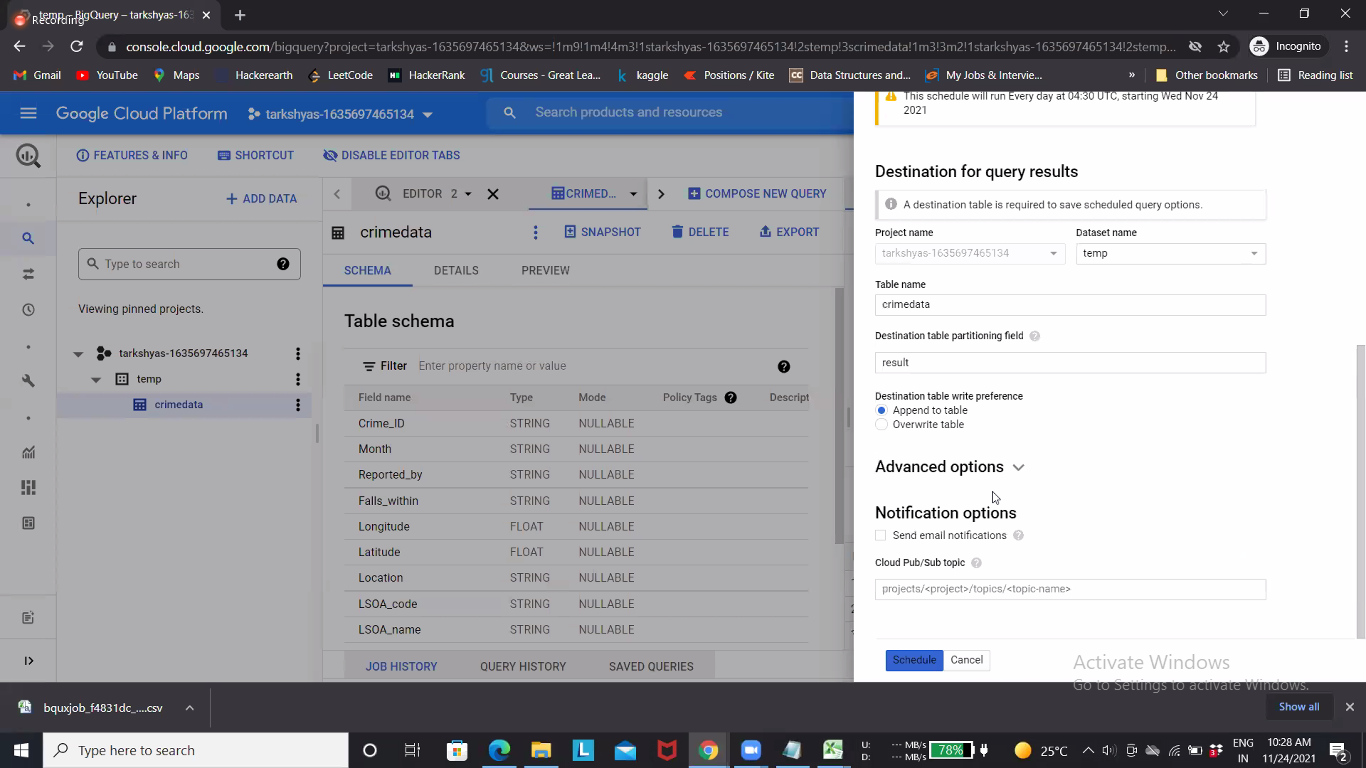 Recording
temp – BigQuery – tarkshyas-163
console.cloud.google.com/bigquery?project=tarkshyas-1635697465134&ws=!1m9!1m4!4m3!1starkshyas-1635697465134!2stemp!3scrimedata!1m3!3m2!1starkshyas-1635697465134!2stemp...
Incognito
Gmail
YouTube
Maps
Hackerearth
LeetCode
HackerRank
Courses - Great Lea...
kaggle
Positions / Kite
Data Structures and...
My Jobs & Intervie...
»
Other bookmarks
Reading list
Google Cloud Platform
tarkshyas-1635697465134
Search products and resources
FEATURES & INFO
SHORTCUT
DISABLE EDITOR TABS
Explorer
+ ADD DATA
Type to search
Viewing pinned projects.
tarkshyas-1635697465134
temp
crimedata
EDITOR 2
CRIMED...
COMPOSE NEW QUERY
crimedata
SNAPSHOT
DELETE
EXPORT
SCHEMA
DETAILS
PREVIEW
Table schema
Filter Enter property name or value
Field name Type Mode Policy Tags Descript
Crime_ID STRING NULLABLE
Month STRING NULLABLE
Reported_by STRING NULLABLE
Falls_within STRING NULLABLE
Longitude FLOAT NULLABLE
Latitude FLOAT NULLABLE
Location STRING NULLABLE
LSOA_code STRING NULLABLE
LSOA_name STRING NULLABLE
JOB HISTORY
QUERY HISTORY
SAVED QUERIES
This schedule will run Every day at 04:30 UTC, starting Wed Nov 24
2021
Destination for query results
A destination table is required to save scheduled query options.
Project name
Dataset name
tarkshyas-1635697465134
temp
Table name
crimedata
Destination table partitioning field
result
Destination table write preference
Append to table
Overwrite table
Advanced options
Notification options
Send email notifications
Cloud Pub/Sub topic
projects/<project>/topics/<topic-name>
Schedule
Cancel
Activate Windows
Go to Settings to activate Windows.
bquxjob_f4831dc_....csv
Show all
Type here to search
U: --- MB/s
D: --- MB/s
78%
25°C
ENG
IN
10:28 AM
11/24/2021
2